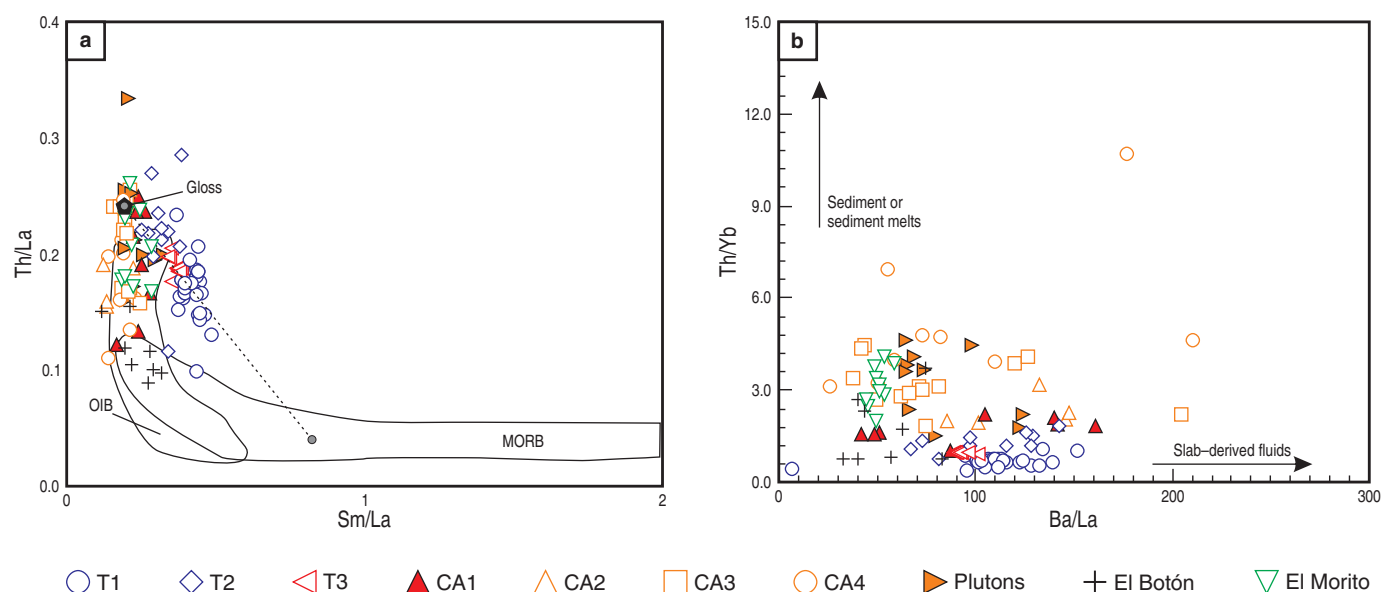 a
0.4
0.3
0.2
0.1
0.0
Th/La
Gloss
OIB
MORB
0
1
2
Sm/La
b
15.0
12.0
9.0
6.0
3.0
0.0
Th/Yb
Sediment or
sediment melts
Slab–derived fluids
0
100
200
300
Ba/La
T1 T2 T3 CA1 CA2 CA3 CA4 Plutons El Botón El Morito